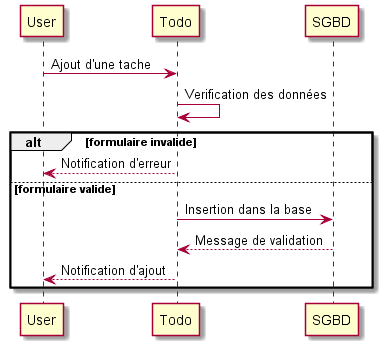 User Todo SGBD
Ajout d'une tache
Verification des données
alt [formulaire invalide]
Notification d'erreur
[formulaire valide]
Insertion dans la base
Message de validation
Notification d'ajout
User Todo SGBD